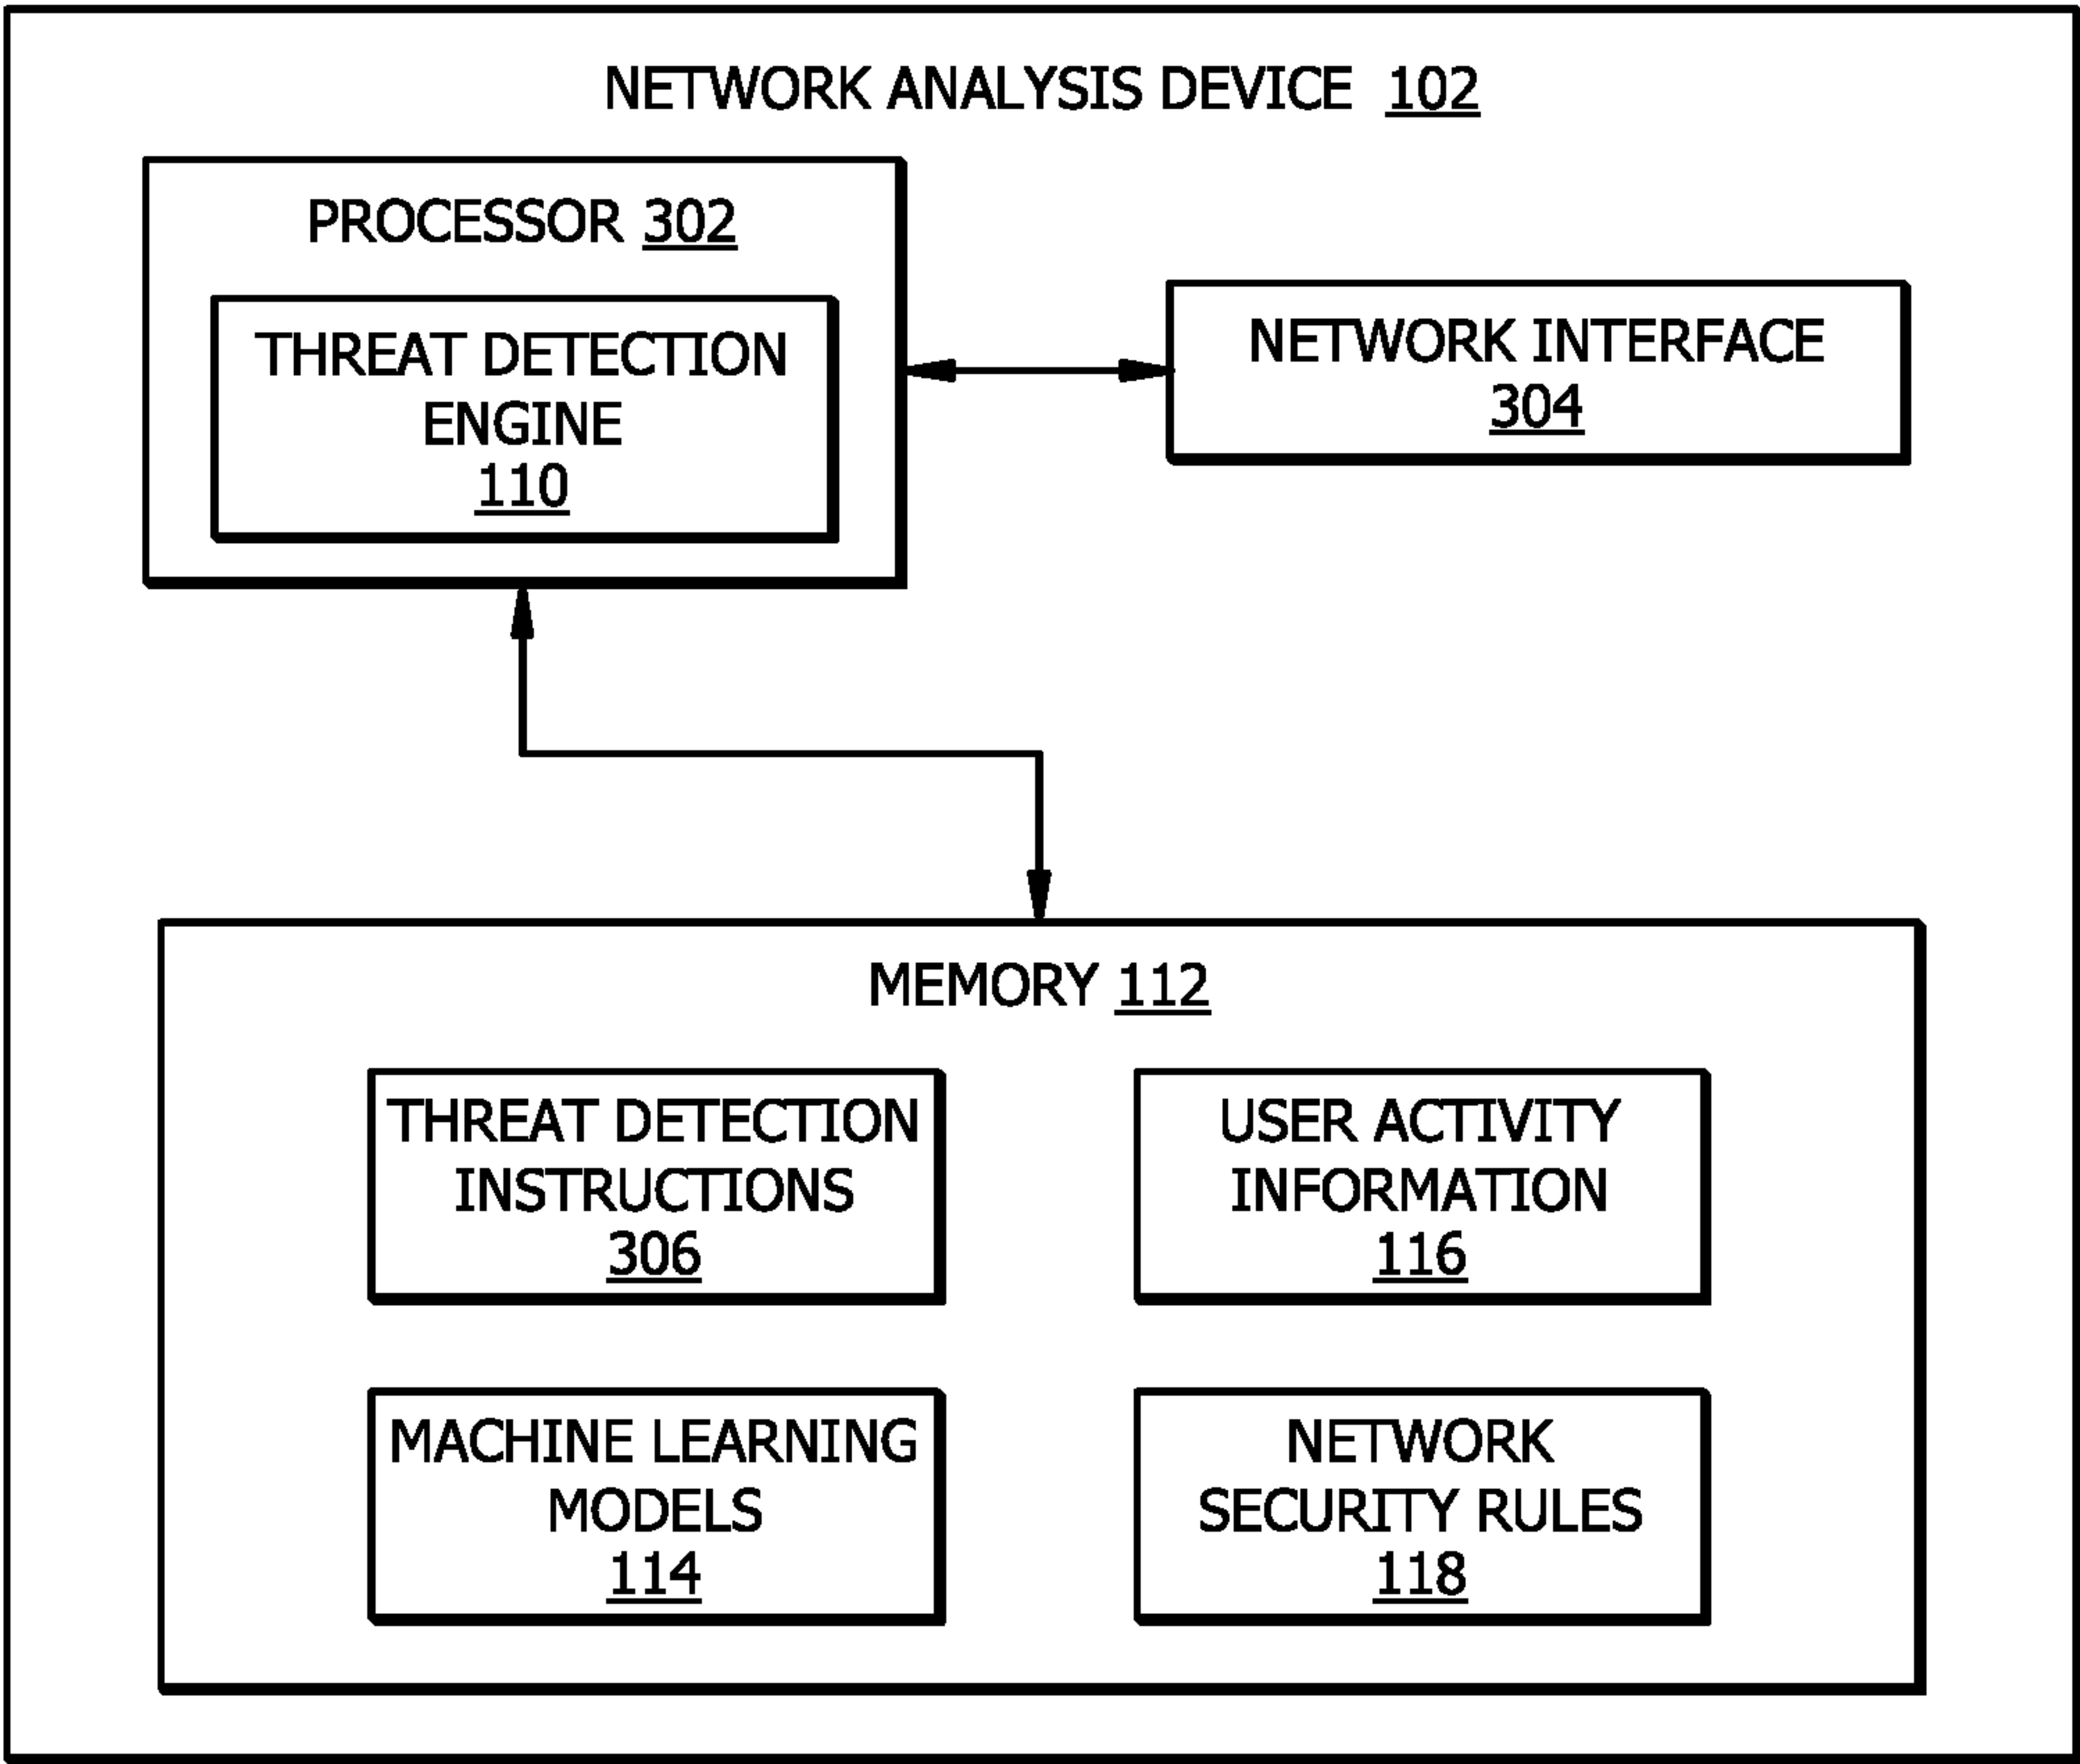 NETWORK ANALYSIS DEVICE 102
PROCESSOR 302
THREAT DETECTION
ENGINE
110
NETWORK INTERFACE
304
MEMORY 112
THREAT DETECTION
INSTRUCTIONS
306
USER ACTIVITY
INFORMATION
116
MACHINE LEARNING
MODELS
114
NETWORK
SECURITY RULES
118